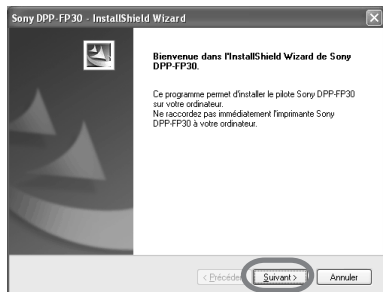 Sony DPP-FP30 - InstallShield Wizard
Bienvenue dans l'InstallShield Wizard de Sony
DPP-FP30.
Ce programme permet d'installer le pilote Sony DPP-FP30
sur votre ordinateur.
Ne raccordez pas immédiatement l'imprimante Sony
DPP-FP30 à votre ordinateur.
< Précéden Suivant > Annuler